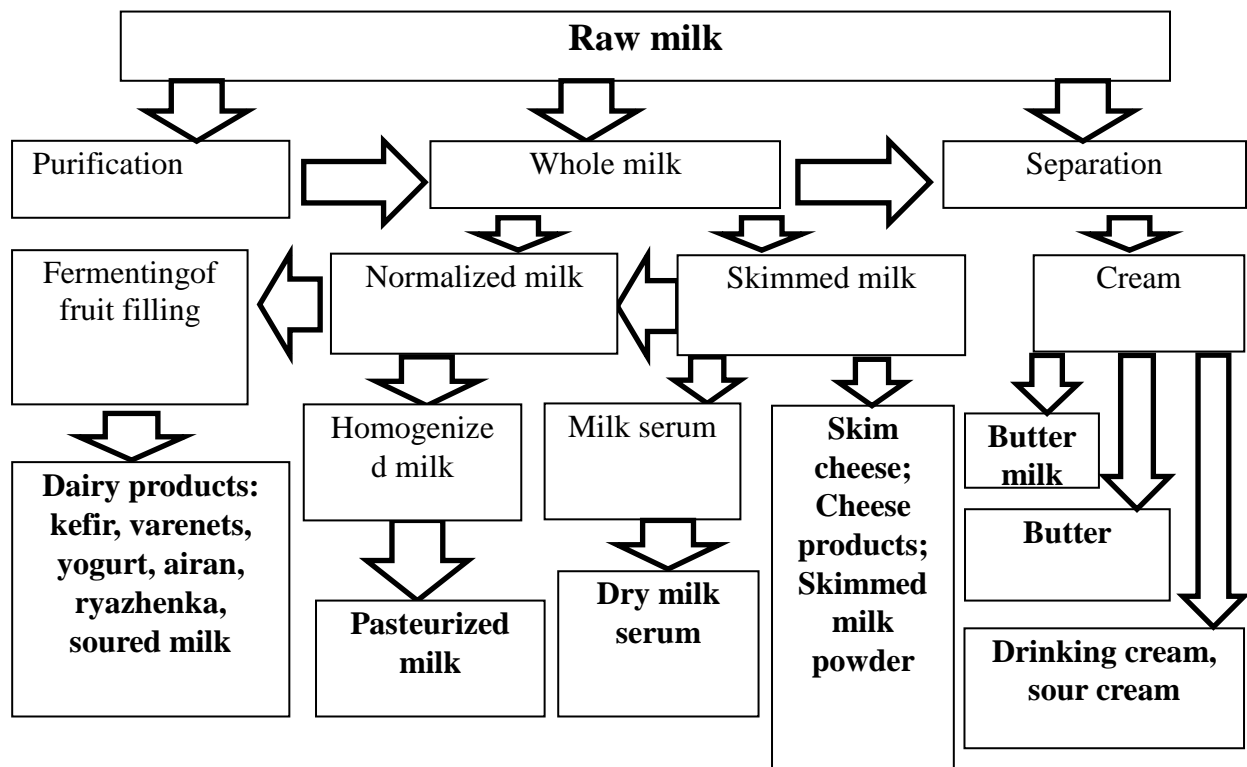 Raw milk
Purification
Whole milk
Separation
Fermentingof
fruit filling
Normalized milk
Skimmed milk
Cream
Homogenize
d milk
Milk serum
Skim
cheese;
Cheese
products;
Skimmed
milk
powder
Butter
milk
Dairy products:
kefir, varenets,
yogurt, airan,
ryazhenka,
soured milk
Butter
Pasteurized
milk
Dry milk
serum
Drinking cream,
sour cream